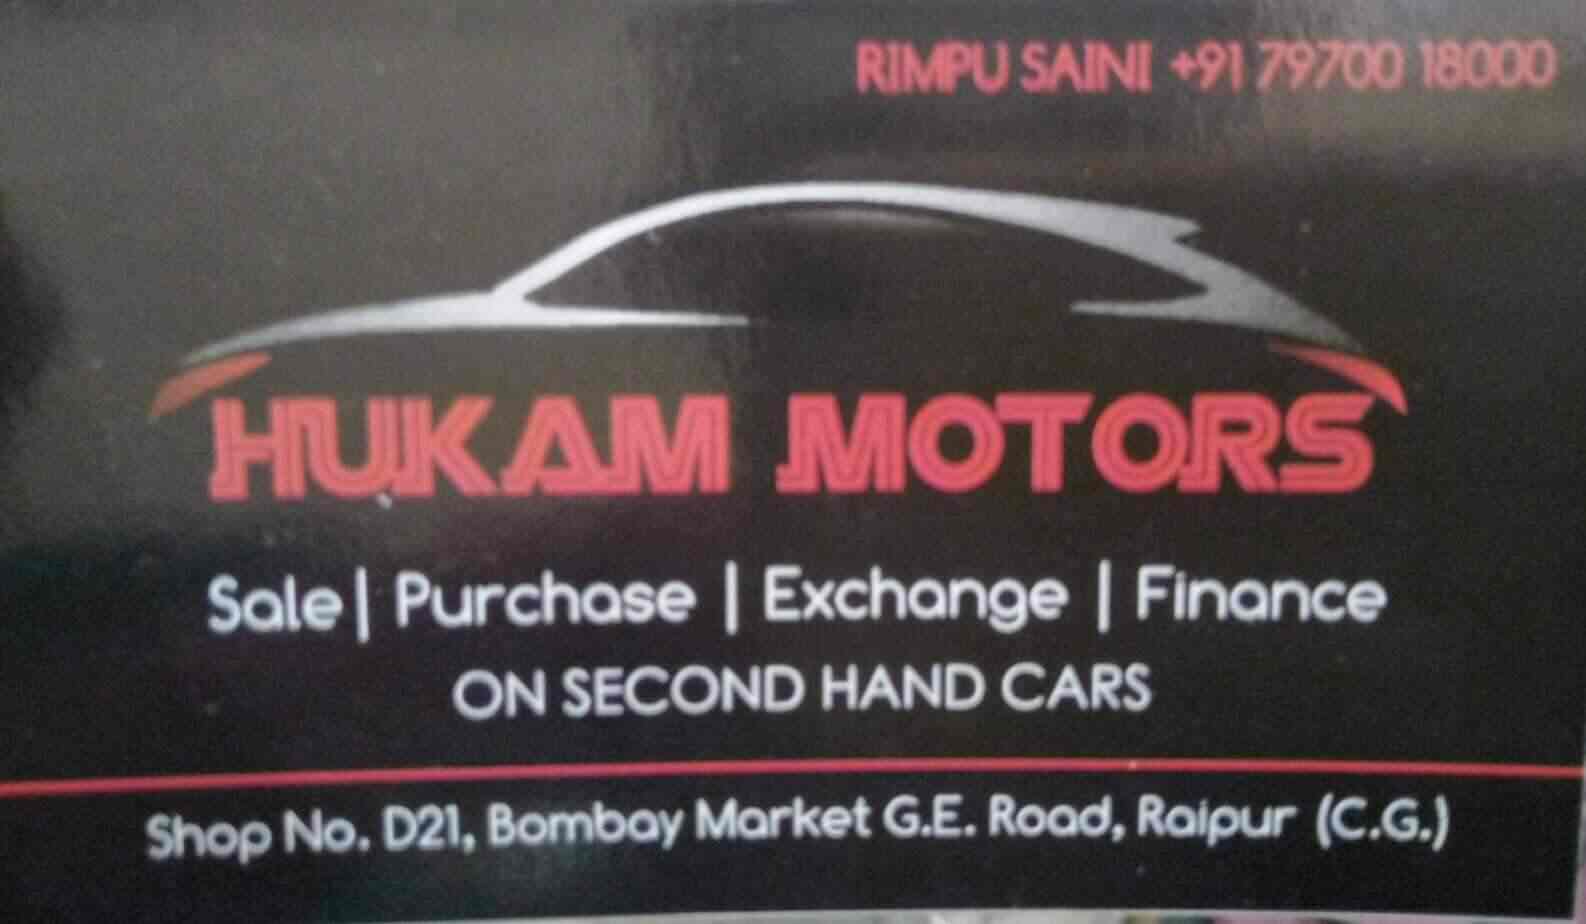 RIMPU SAINI +91 79700 18000
HUKAM MOTORS
Sale| Purchase | Exchange | Finance
ON SECOND HAND CARS
Shop No. D21, Bombay Market G.E. Road, Raipur (C.G.)